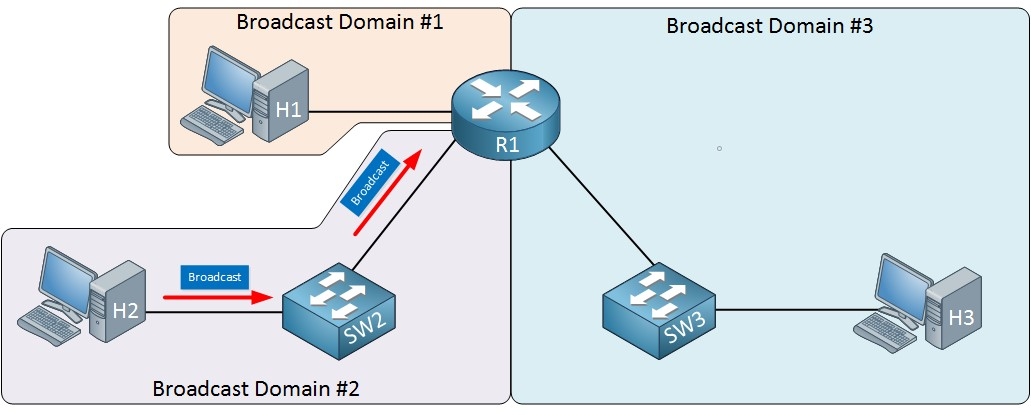 Broadcast Domain #1
Broadcast Domain #3
H1
R1
Broadcast
Broadcast
H2
SW2
SW3
H3
Broadcast Domain #2